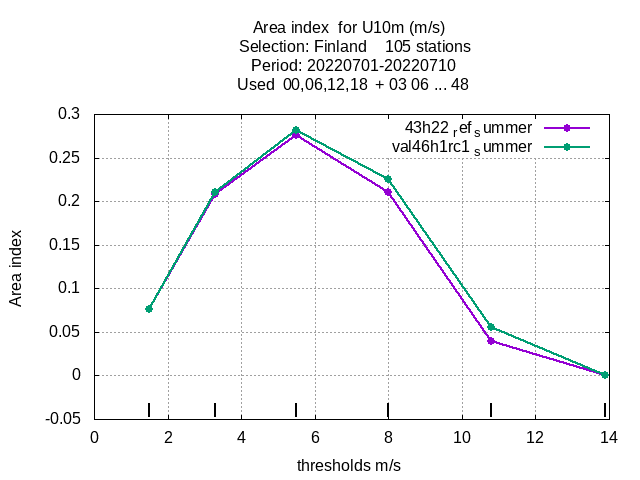 Area index  for U10m (m/s)
Selection: Finland    105 stations
Period: 20220701-20220710
Used  00,06,12,18  + 03 06 ... 48
43h22 ref summer
val46h1rc1 summer
0.3
0.25
0.2
0.15
0.1
0.05
0
-0.05
Area index
0 2 4 6 8 10 12 14
thresholds m/s